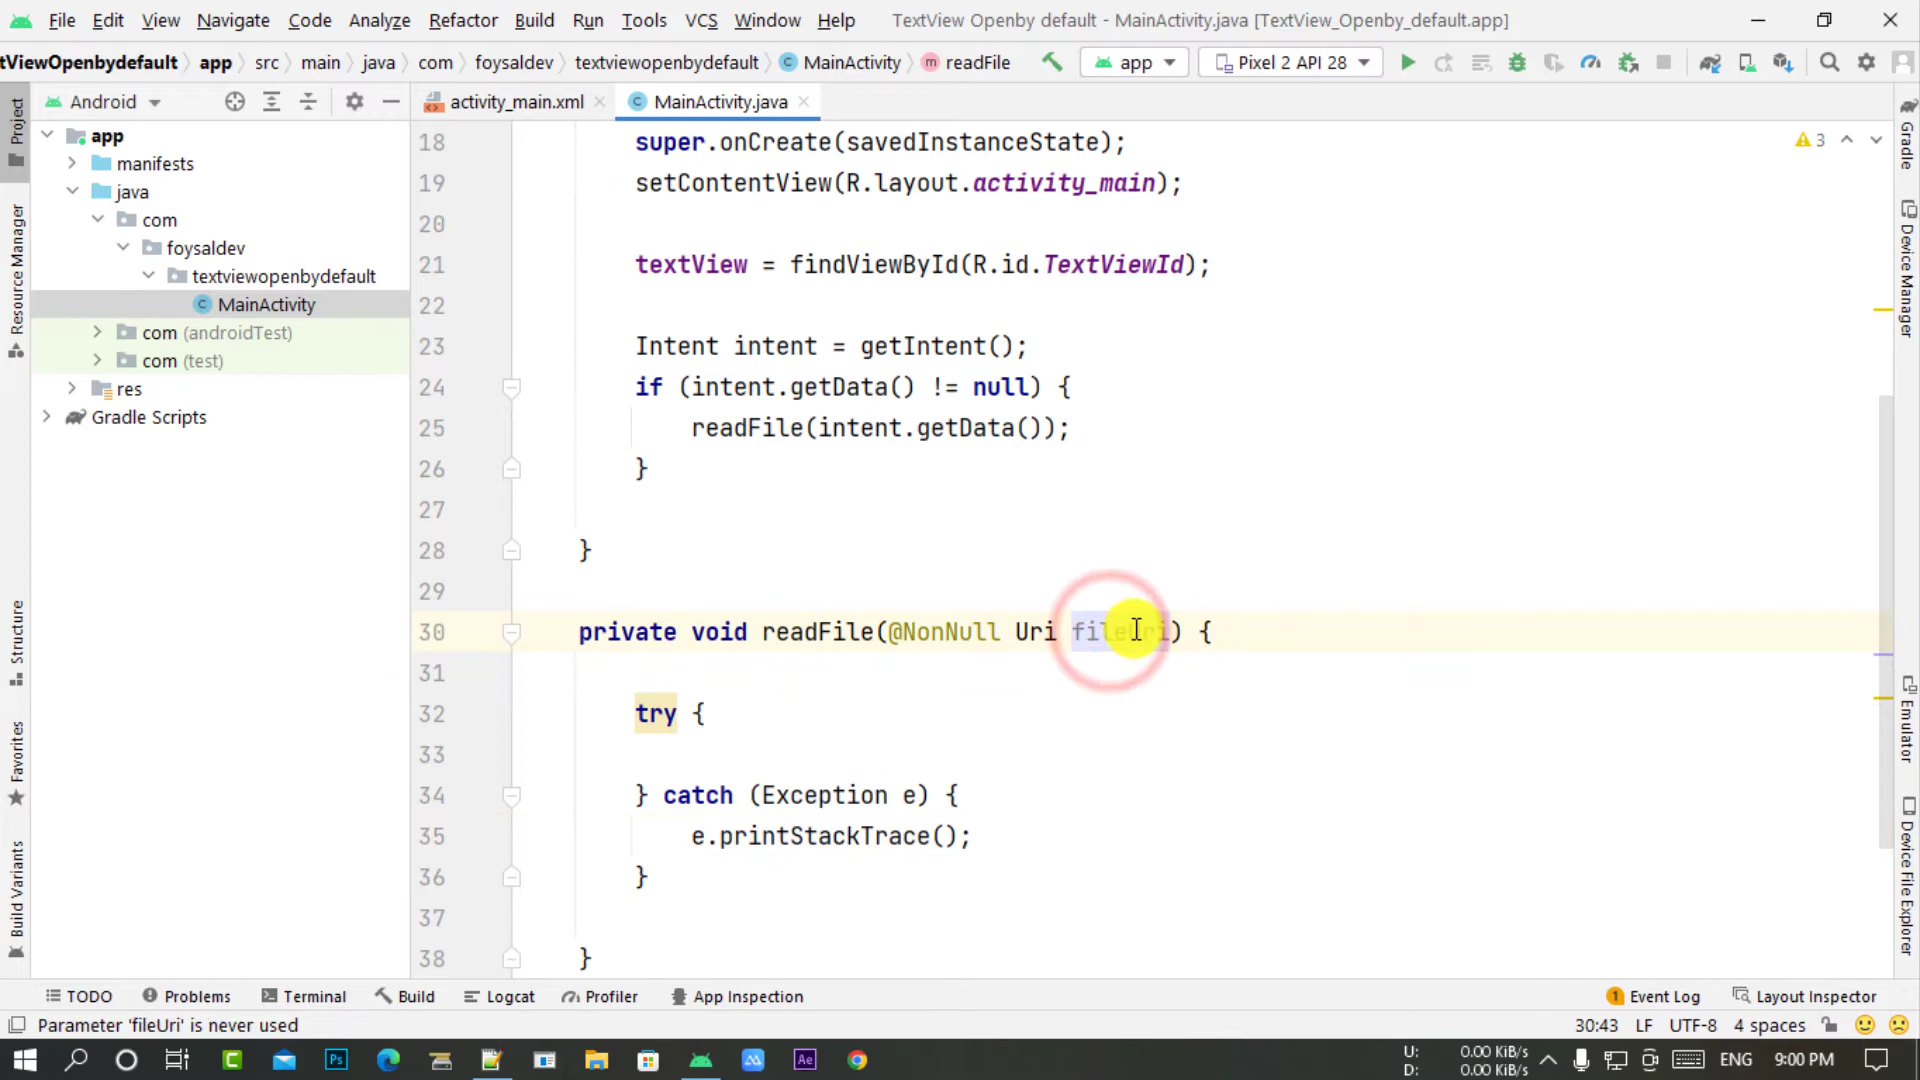 File Edit View Navigate Code Analyze Refactor Build Run Tools VCS Window Help TextView Openby default - MainActivity.java [TextView_Openby_default.app]
tViewOpenbydefault app src main java com foysaldev textviewopenbydefault MainActivity readFile app Pixel 2 API 28
Android activity_main.xml MainActivity.java
app
manifests
java
com
foysaldev
textviewopenbydefault
MainActivity
com (androidTest)
com (test)
res
Gradle Scripts
18 super.onCreate(savedInstanceState);
19 setContentView(R.layout.activity_main);
20
21 textView = findViewById(R.id.TextViewId);
22
23 Intent intent = getIntent();
24 if (intent.getData() != null) {
25 readFile(intent.getData());
26 }
27
28 }
29
30 private void readFile(@NonNull Uri fileUri) {
31
32 try {
33
34 } catch (Exception e) {
35 e.printStackTrace();
36 }
37
38 }
3
Project
Resource Manager
Structure
Favorites
Build Variants
Gradle
Device Manager
Emulator
Device File Explorer
TODO Problems Terminal Build Logcat Profiler App Inspection 1 Event Log Layout Inspector
Parameter 'fileUri' is never used 30:43 LF UTF-8 4 spaces
C Ps Ae U: 0.00 KiB/s D: 0.00 KiB/s ENG 9:00 PM